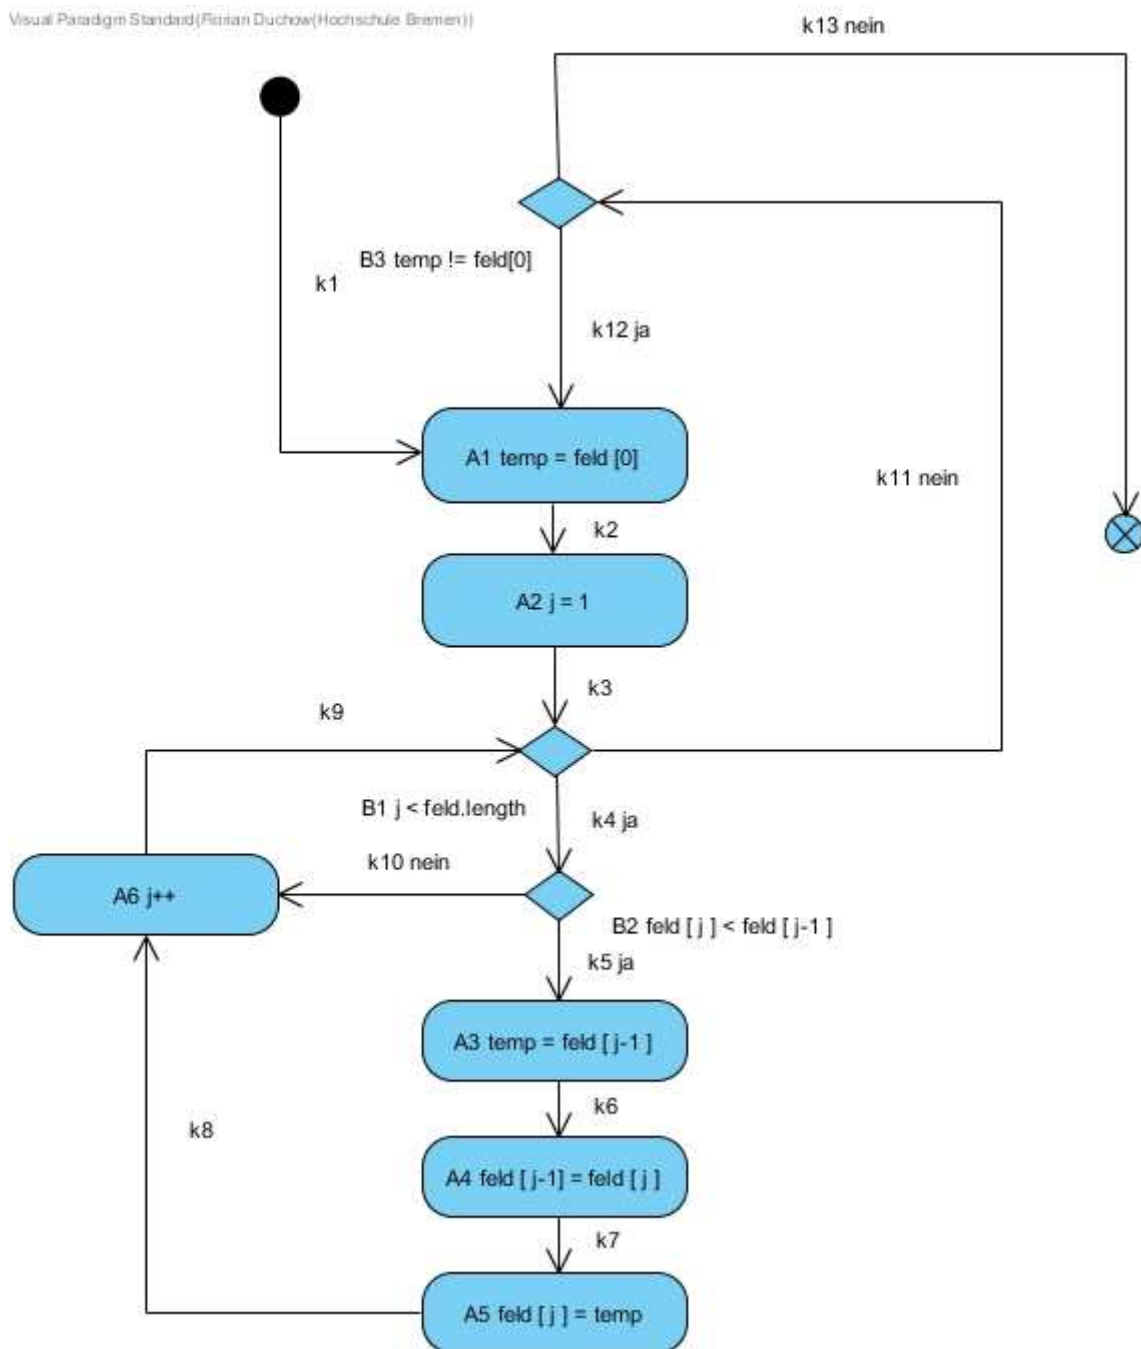 Visual Paradigm Standard(Florian Duchow(Hochschule Bremen))
k13 nein
B3 temp != feld[0]
k1
k12 ja
A1 temp = feld [0]
k11 nein
k2
A2 j = 1
k3
k9
B1 j < feld.length
k4 ja
k10 nein
A6 j++
B2 feld [ j ] < feld [ j-1 ]
k5 ja
A3 temp = feld [ j-1 ]
k6
k8
A4 feld [ j-1] = feld [ j ]
k7
A5 feld [ j ] = temp